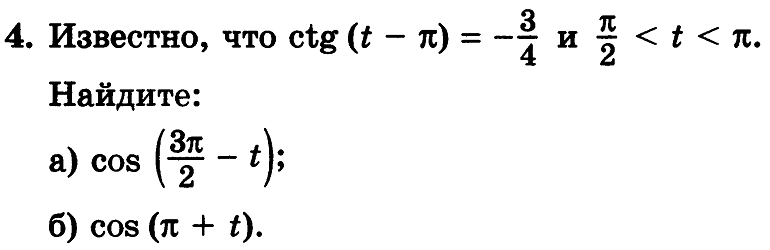 4. Известно, что ctg (t − π) = −3/4 и π/2 < t < π.
Найдите:
а) cos (3π/2 − t);
б) cos (π + t).